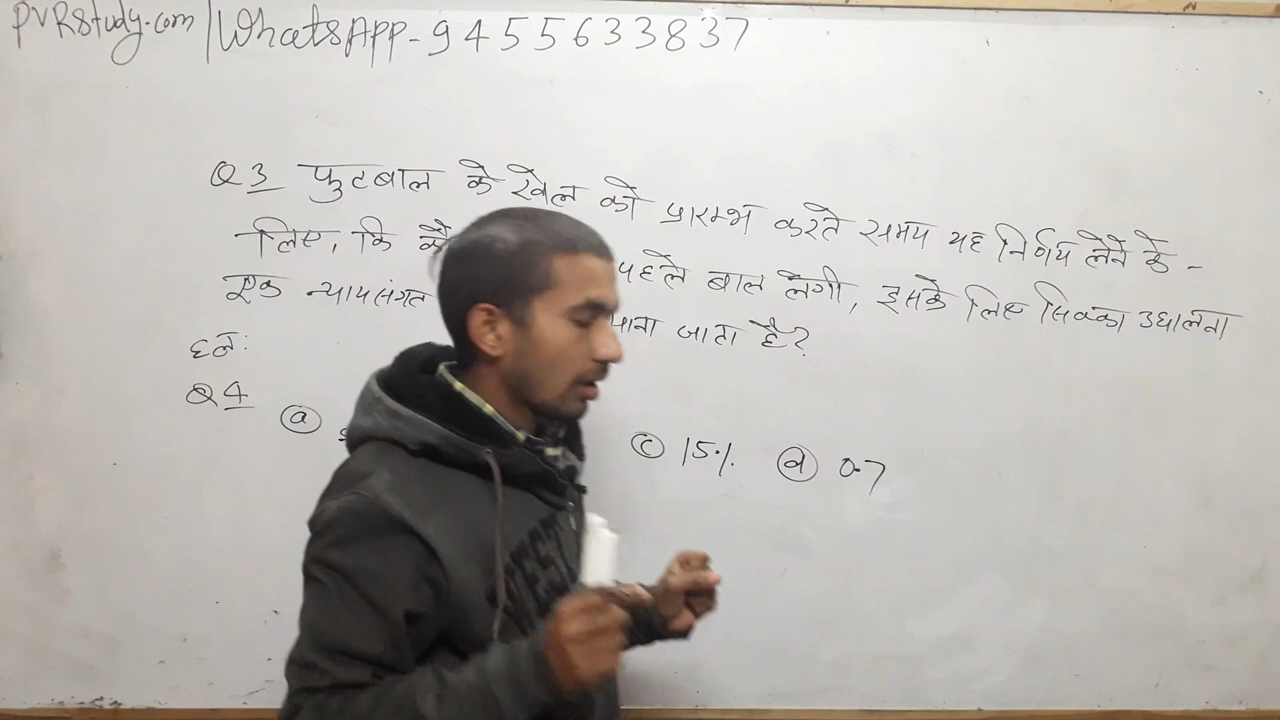 PVRstudy.com | WhatsApp-9455633837
Q3 फुटबाल के खेल को प्रारम्भ करते समय यह निर्णय लेने के -
लिए, कि पहले बाल लेगी, इसके लिए सिक्का उछालना
एक न्यायसंगत माना जाता है?
हल:
Q4
(a) (c) 15% (d) 0.7